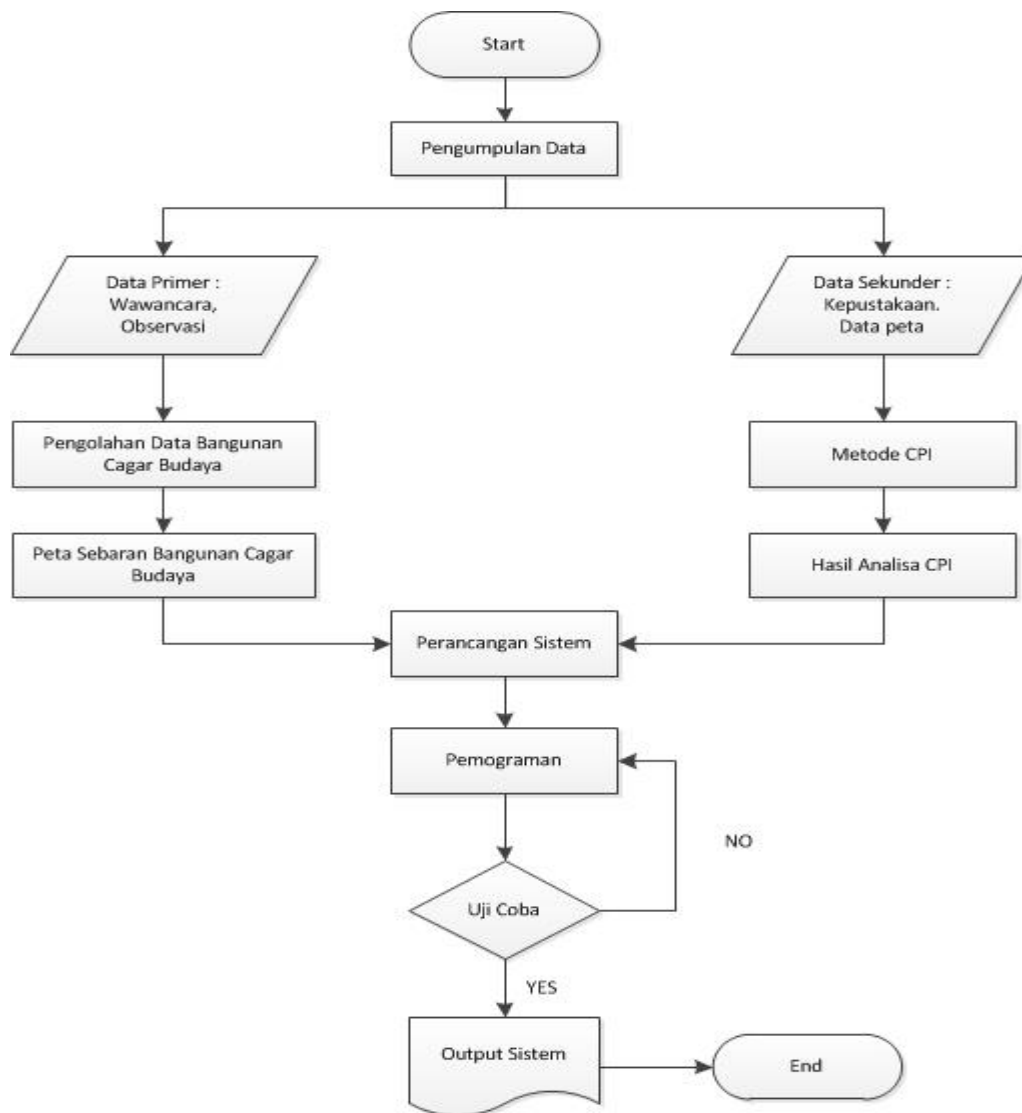 Start
Pengumpulan Data
Data Primer :
Wawancara,
Observasi
Data Sekunder :
Kepustakaan.
Data peta
Pengolahan Data Bangunan
Cagar Budaya
Metode CPI
Peta Sebaran Bangunan Cagar
Budaya
Hasil Analisa CPI
Perancangan Sistem
Pemograman
NO
Uji Coba
YES
Output Sistem
End